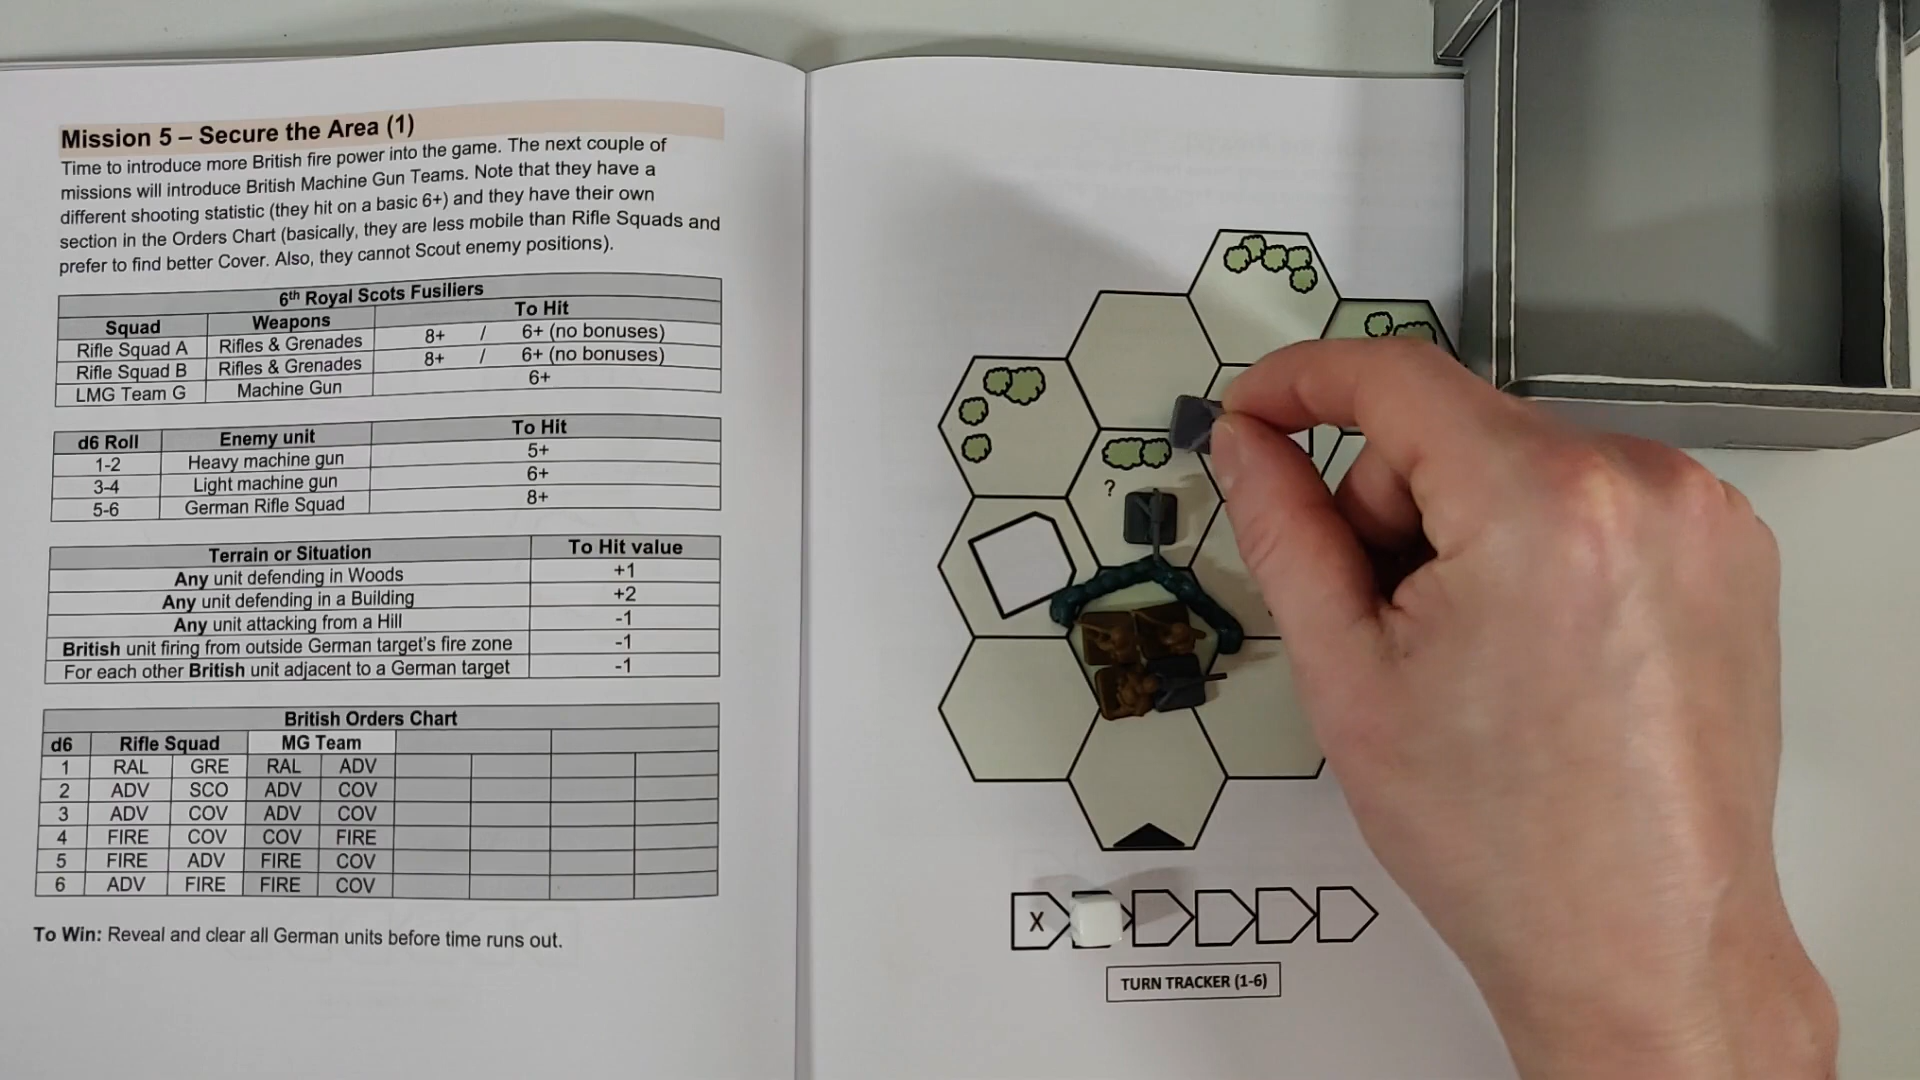 Mission 5 – Secure the Area (1)
Time to introduce more British fire power into the game. The next couple of
missions will introduce British Machine Gun Teams. Note that they have a
different shooting statistic (they hit on a basic 6+) and they have their own
section in the Orders Chart (basically, they are less mobile than Rifle Squads and
prefer to find better Cover. Also, they cannot Scout enemy positions).
6th Royal Scots Fusiliers
Squad Weapons To Hit
Rifle Squad A Rifles & Grenades 8+ / 6+ (no bonuses)
Rifle Squad B Rifles & Grenades 8+ / 6+ (no bonuses)
LMG Team G Machine Gun 6+
d6 Roll Enemy unit To Hit
1-2 Heavy machine gun 5+
3-4 Light machine gun 6+
5-6 German Rifle Squad 8+
Terrain or Situation To Hit value
Any unit defending in Woods +1
Any unit defending in a Building +2
Any unit attacking from a Hill -1
British unit firing from outside German target's fire zone -1
For each other British unit adjacent to a German target -1
British Orders Chart
d6 Rifle Squad MG Team
1 RAL GRE RAL ADV
2 ADV SCO ADV COV
3 ADV COV ADV COV
4 FIRE COV COV FIRE
5 FIRE ADV FIRE COV
6 ADV FIRE FIRE COV
To Win: Reveal and clear all German units before time runs out.
?
X
TURN TRACKER (1-6)